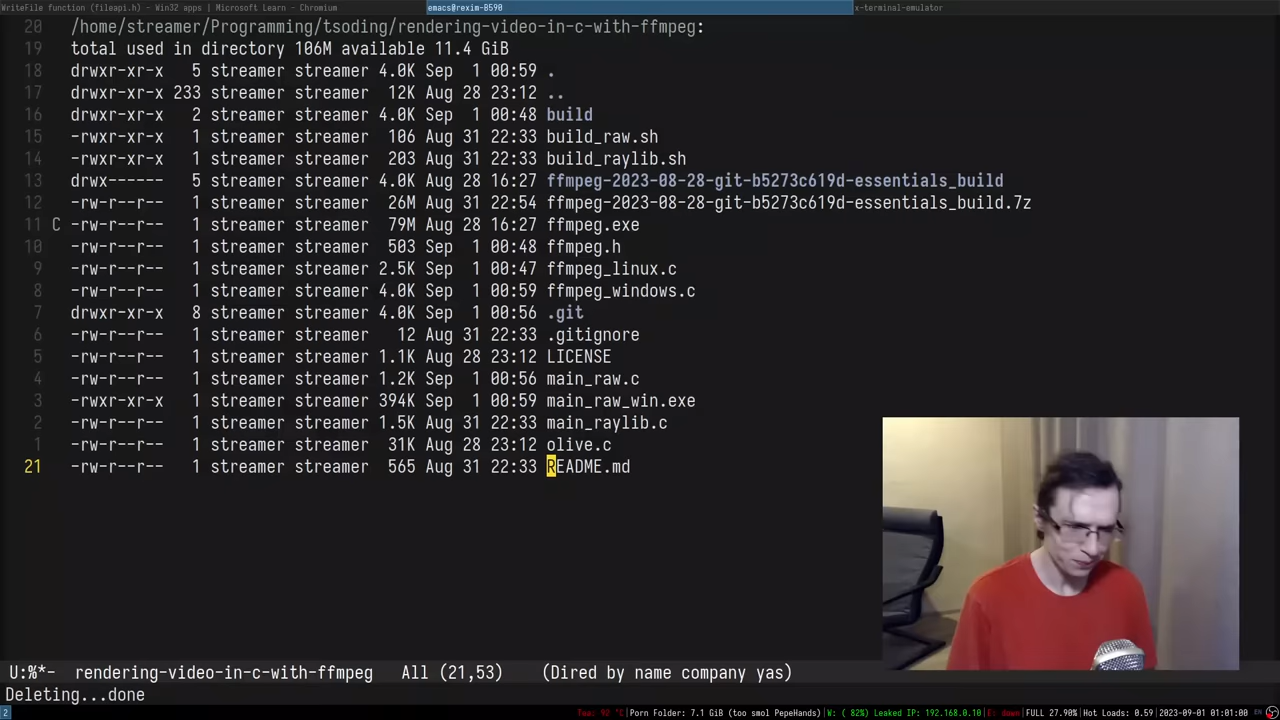 WriteFile function (fileapi.h) - Win32 apps | Microsoft Learn - Chromium emacs@rexim-B590 x-terminal-emulator
20 /home/streamer/Programming/tsoding/rendering-video-in-c-with-ffmpeg:
19 total used in directory 106M available 11.4 GiB
18 drwxr-xr-x 5 streamer streamer 4.0K Sep 1 00:59 .
17 drwxr-xr-x 233 streamer streamer 12K Aug 28 23:12 ..
16 drwxr-xr-x 2 streamer streamer 4.0K Sep 1 00:48 build
15 -rwxr-xr-x 1 streamer streamer 106 Aug 31 22:33 build_raw.sh
14 -rwxr-xr-x 1 streamer streamer 203 Aug 31 22:33 build_raylib.sh
13 drwx------ 5 streamer streamer 4.0K Aug 28 16:27 ffmpeg-2023-08-28-git-b5273c619d-essentials_build
12 -rw-r--r-- 1 streamer streamer 26M Aug 31 22:54 ffmpeg-2023-08-28-git-b5273c619d-essentials_build.7z
11 C -rw-r--r-- 1 streamer streamer 79M Aug 28 16:27 ffmpeg.exe
10 -rw-r--r-- 1 streamer streamer 503 Sep 1 00:48 ffmpeg.h
9 -rw-r--r-- 1 streamer streamer 2.5K Sep 1 00:47 ffmpeg_linux.c
8 -rw-r--r-- 1 streamer streamer 4.0K Sep 1 00:59 ffmpeg_windows.c
7 drwxr-xr-x 8 streamer streamer 4.0K Sep 1 00:56 .git
6 -rw-r--r-- 1 streamer streamer 12 Aug 31 22:33 .gitignore
5 -rw-r--r-- 1 streamer streamer 1.1K Aug 28 23:12 LICENSE
4 -rw-r--r-- 1 streamer streamer 1.2K Sep 1 00:56 main_raw.c
3 -rwxr-xr-x 1 streamer streamer 394K Sep 1 00:59 main_raw_win.exe
2 -rw-r--r-- 1 streamer streamer 1.5K Aug 31 22:33 main_raylib.c
1 -rw-r--r-- 1 streamer streamer 31K Aug 28 23:12 olive.c
21 -rw-r--r-- 1 streamer streamer 565 Aug 31 22:33 README.md
U:%*- rendering-video-in-c-with-ffmpeg All (21,53) (Dired by name company yas)
Deleting...done
2 Tea: 92 °C|Porn Folder: 7.1 GiB (too smol PepeHands)|W: ( 82%) Leaked IP: 192.168.0.10|E: down|FULL 27.90%|Hot Loads: 0.59|2023-09-01 01:01:00 EN